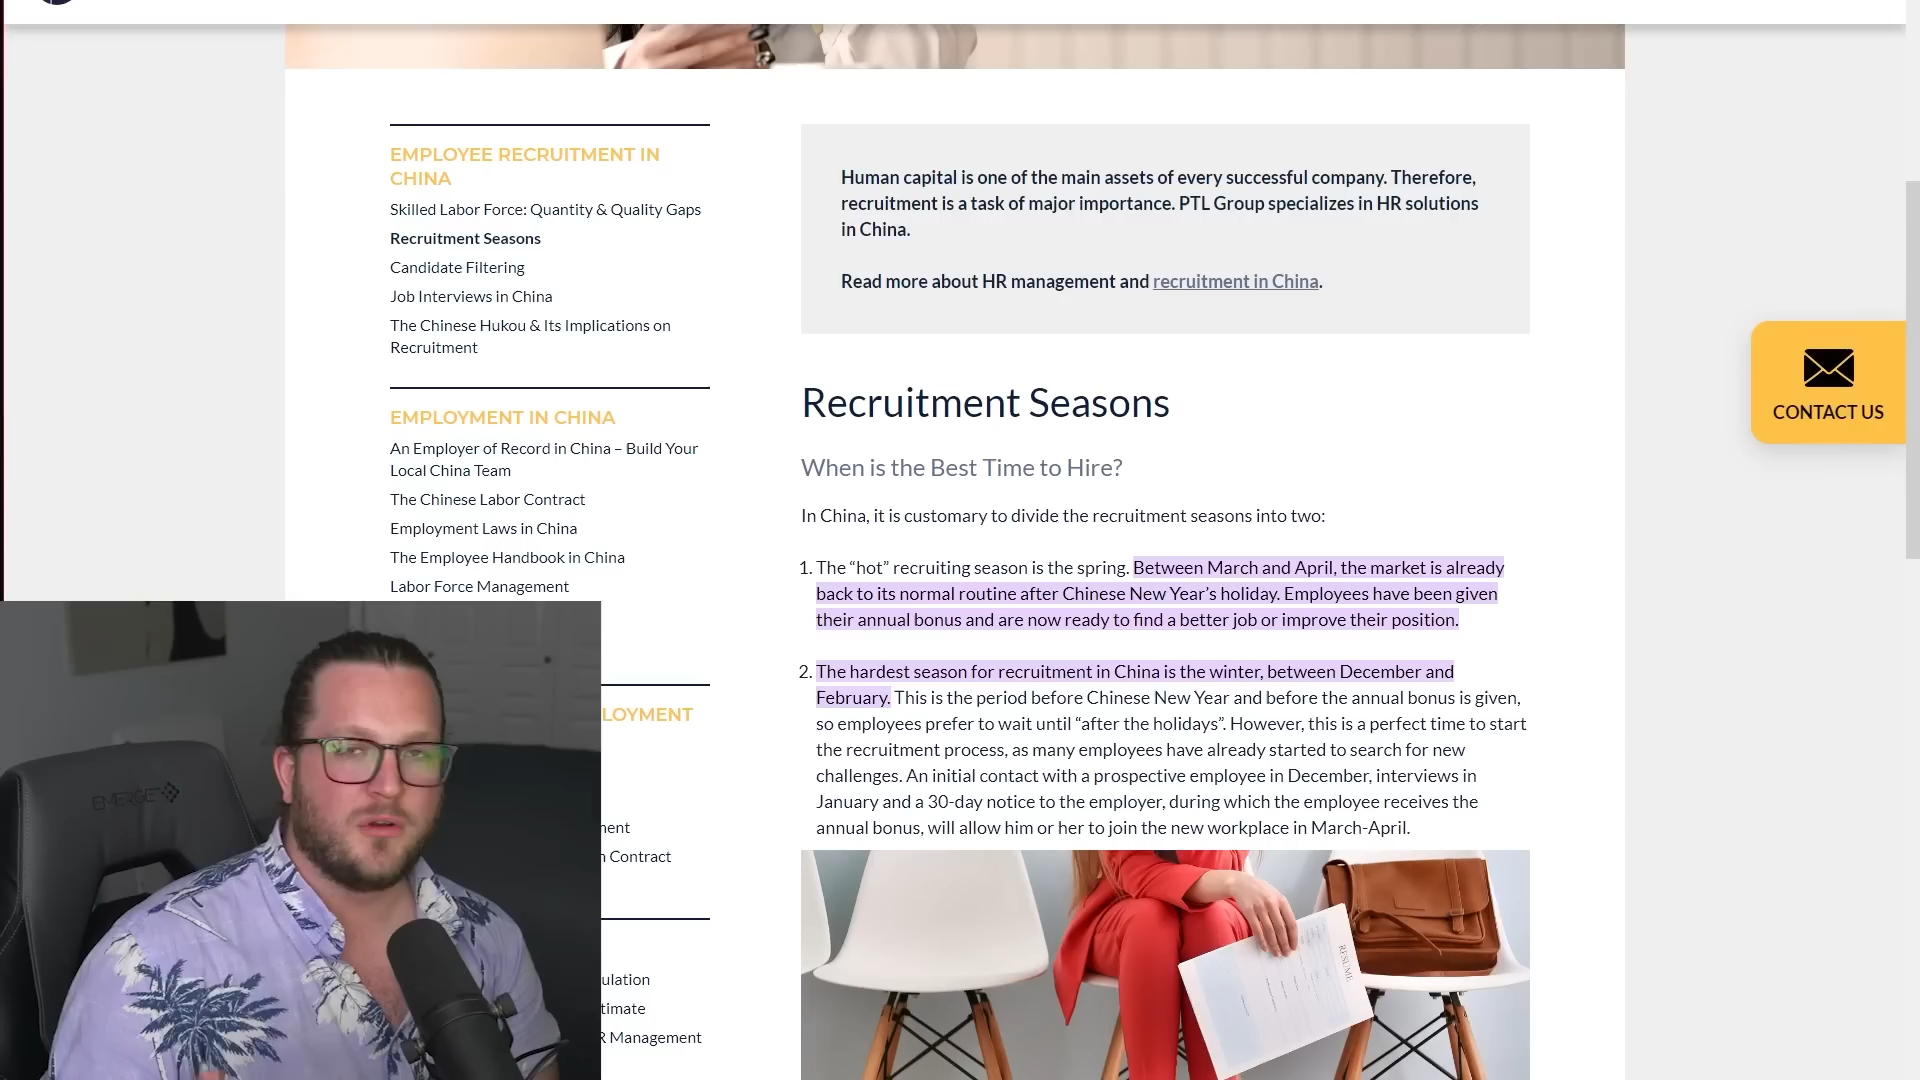 EMPLOYEE RECRUITMENT IN
CHINA
Skilled Labor Force: Quantity & Quality Gaps
Recruitment Seasons
Candidate Filtering
Job Interviews in China
The Chinese Hukou & Its Implications on
Recruitment
EMPLOYMENT IN CHINA
An Employer of Record in China – Build Your
Local China Team
The Chinese Labor Contract
Employment Laws in China
The Employee Handbook in China
Labor Force Management
LOYMENT
Contract
R Management
Human capital is one of the main assets of every successful company. Therefore,
recruitment is a task of major importance. PTL Group specializes in HR solutions
in China.
Read more about HR management and recruitment in China.
Recruitment Seasons
When is the Best Time to Hire?
In China, it is customary to divide the recruitment seasons into two:
1. The “hot” recruiting season is the spring. Between March and April, the market is already
back to its normal routine after Chinese New Year’s holiday. Employees have been given
their annual bonus and are now ready to find a better job or improve their position.
2. The hardest season for recruitment in China is the winter, between December and
February. This is the period before Chinese New Year and before the annual bonus is given,
so employees prefer to wait until “after the holidays”. However, this is a perfect time to start
the recruitment process, as many employees have already started to search for new
challenges. An initial contact with a prospective employee in December, interviews in
January and a 30-day notice to the employer, during which the employee receives the
annual bonus, will allow him or her to join the new workplace in March-April.
RESUME
CONTACT US
EMERGE